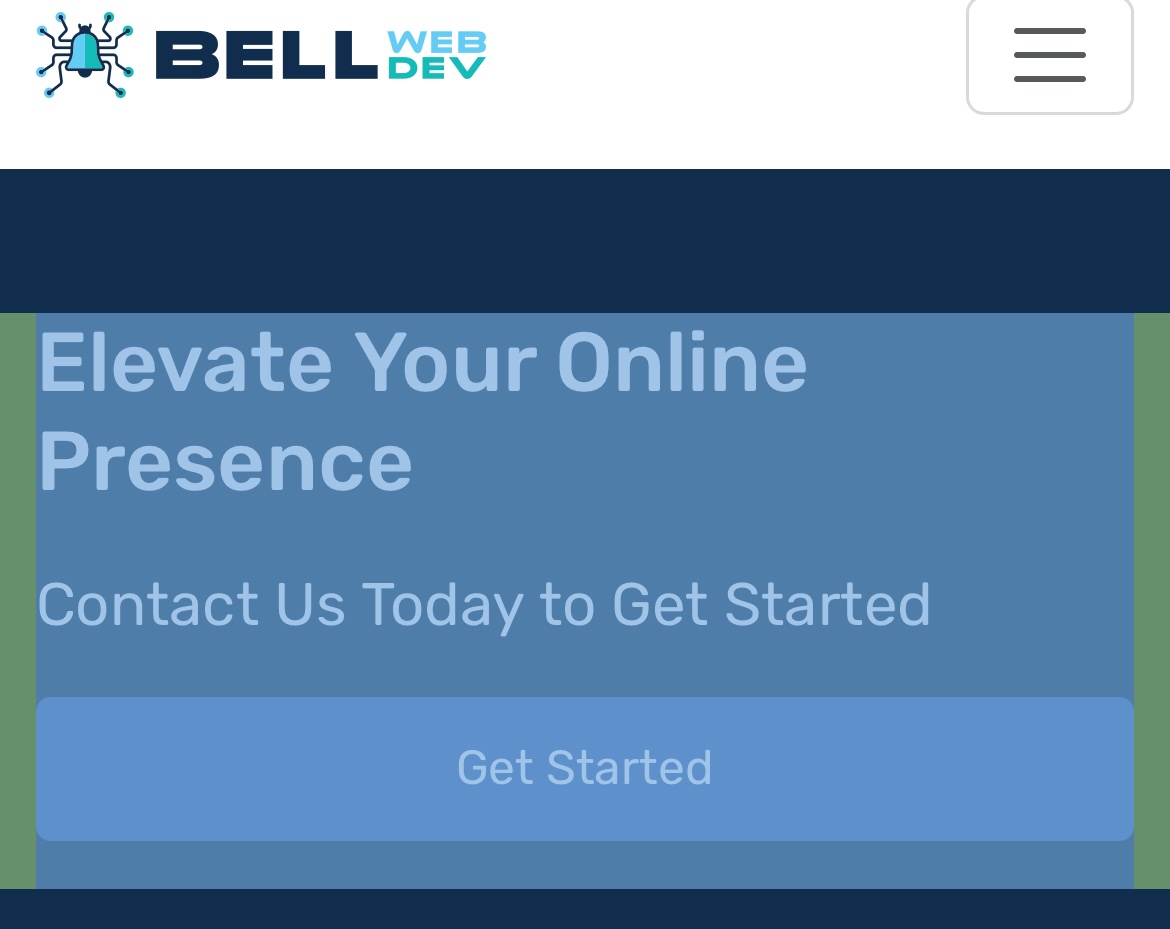 BELL WEB DEV
Elevate Your Online
Presence
Contact Us Today to Get Started
Get Started